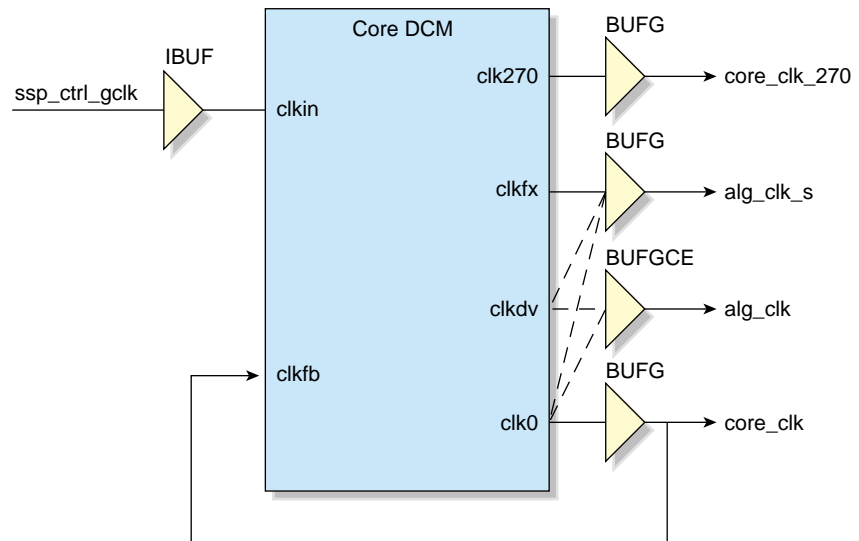 Core DCM
IBUF
ssp_ctrl_gclk
clkin
clkfb
clk270
BUFG
core_clk_270
clkfx
BUFG
alg_clk_s
clkdv
BUFGCE
alg_clk
clk0
BUFG
core_clk